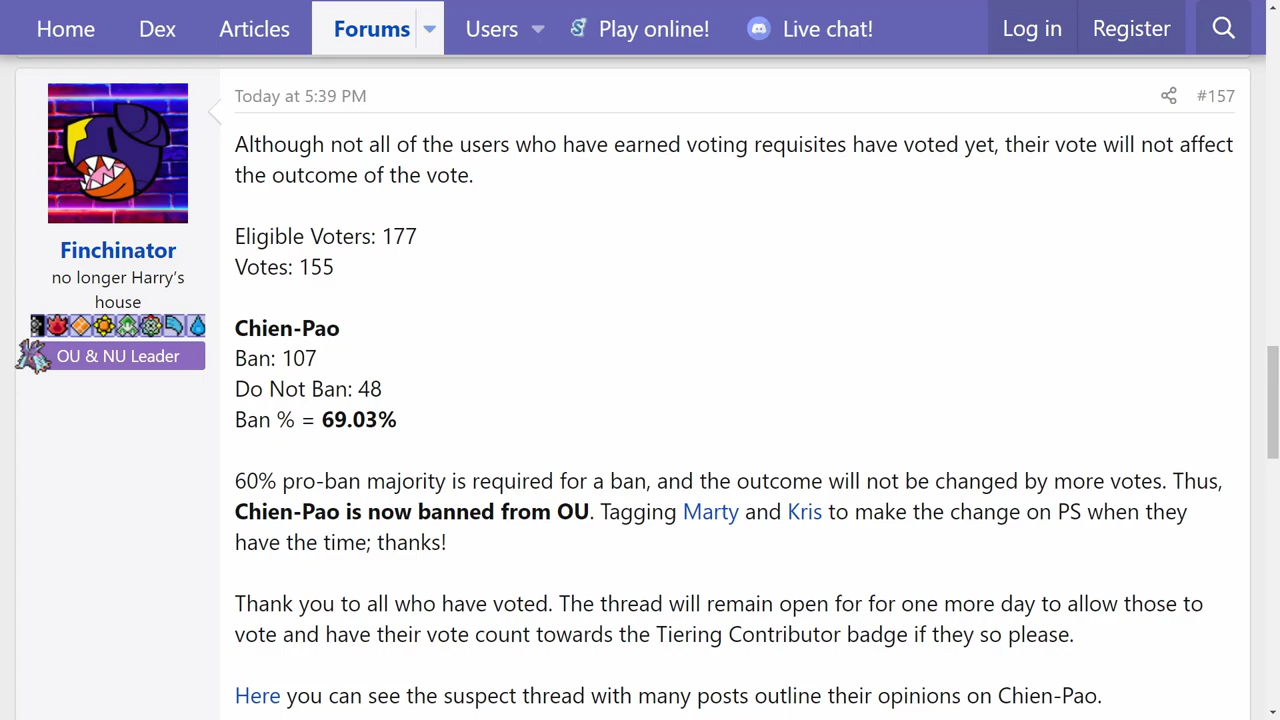 Home Dex Articles Forums Users Play online! Live chat! Log in Register
Today at 5:39 PM #157
Finchinator
no longer Harry's
house
OU & NU Leader
Although not all of the users who have earned voting requisites have voted yet, their vote will not affect
the outcome of the vote.
Eligible Voters: 177
Votes: 155
Chien-Pao
Ban: 107
Do Not Ban: 48
Ban % = 69.03%
60% pro-ban majority is required for a ban, and the outcome will not be changed by more votes. Thus,
Chien-Pao is now banned from OU. Tagging Marty and Kris to make the change on PS when they
have the time; thanks!
Thank you to all who have voted. The thread will remain open for for one more day to allow those to
vote and have their vote count towards the Tiering Contributor badge if they so please.
Here you can see the suspect thread with many posts outline their opinions on Chien-Pao.